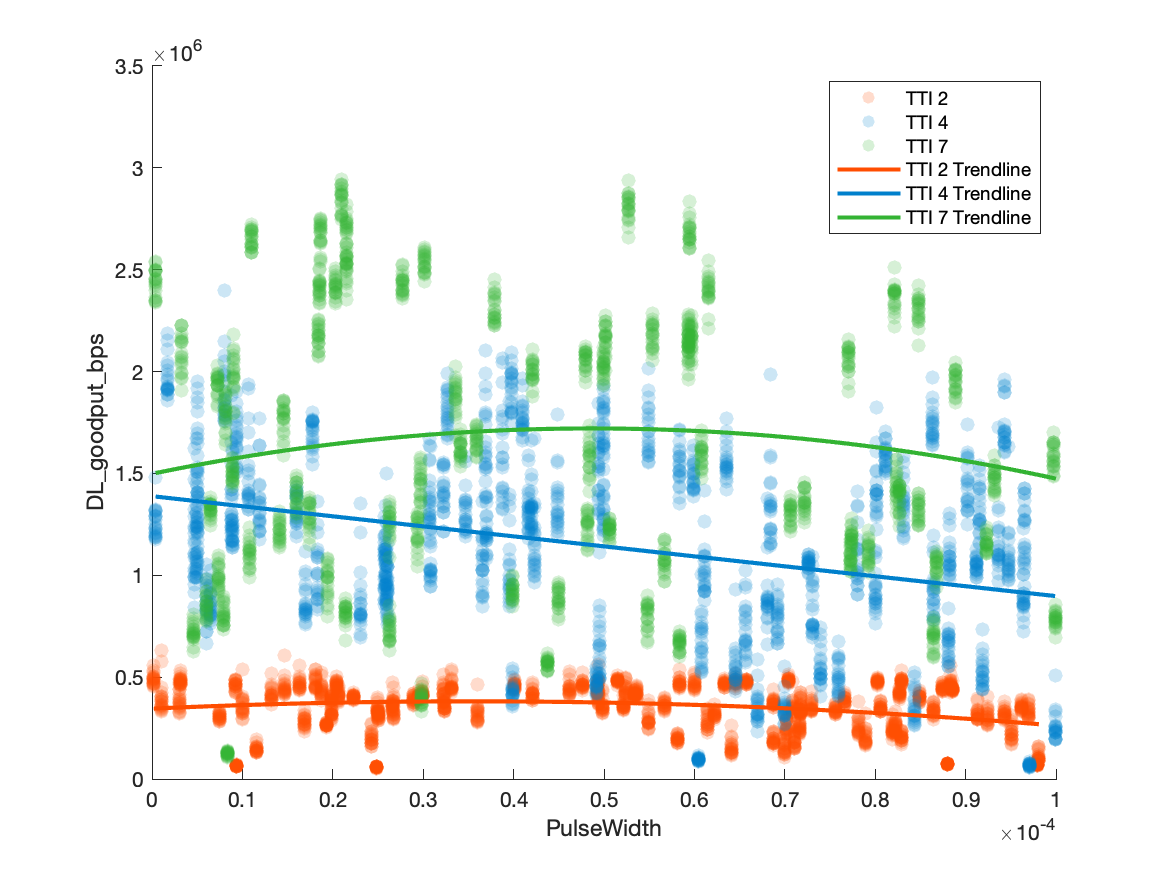 × 10^6
3.5
3
2.5
2
1.5
1
0.5
0
DL_goodput_bps
TTI 2
TTI 4
TTI 7
TTI 2 Trendline
TTI 4 Trendline
TTI 7 Trendline
0 0.1 0.2 0.3 0.4 0.5 0.6 0.7 0.8 0.9 1
PulseWidth
× 10^-4